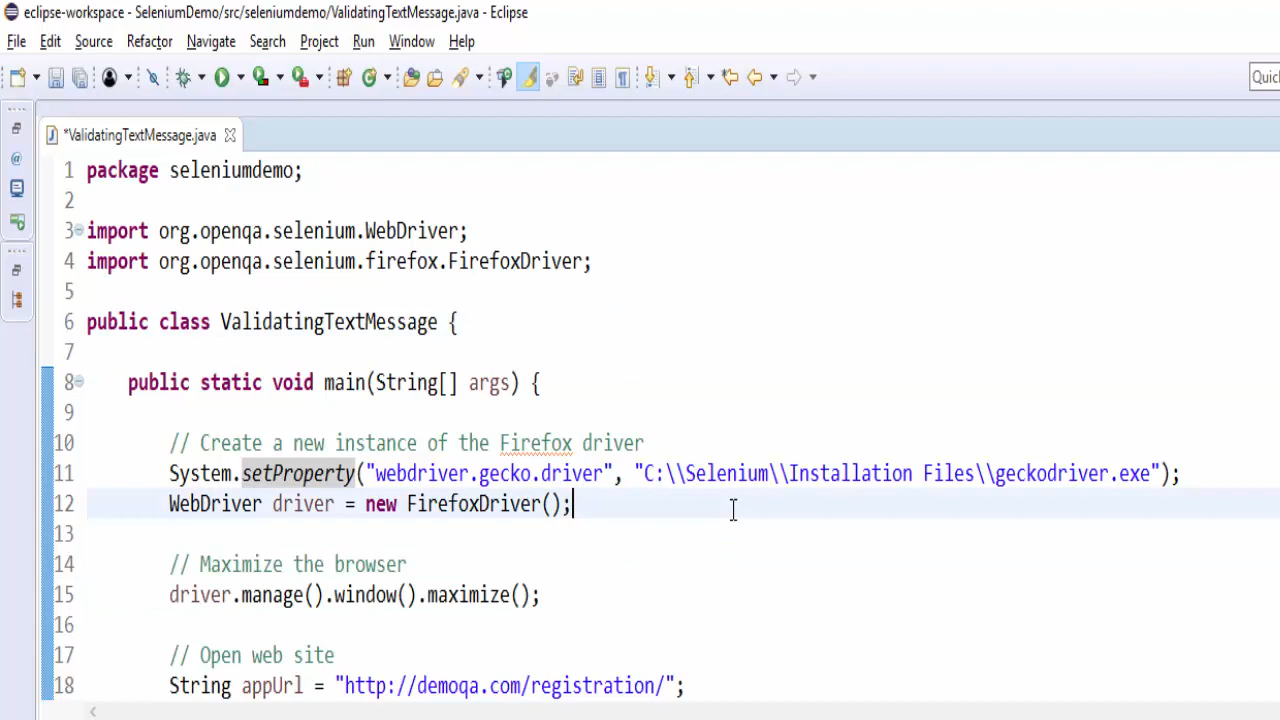 eclipse-workspace - SeleniumDemo/src/seleniumdemo/ValidatingTextMessage.java - Eclipse
File Edit Source Refactor Navigate Search Project Run Window Help
Quic
*ValidatingTextMessage.java
1 package seleniumdemo;
2
3 import org.openqa.selenium.WebDriver;
4 import org.openqa.selenium.firefox.FirefoxDriver;
5
6 public class ValidatingTextMessage {
7
8 public static void main(String[] args) {
9
10 // Create a new instance of the Firefox driver
11 System.setProperty("webdriver.gecko.driver", "C:\\Selenium\\Installation Files\\geckodriver.exe");
12 WebDriver driver = new FirefoxDriver();
13
14 // Maximize the browser
15 driver.manage().window().maximize();
16
17 // Open web site
18 String appUrl = "http://demoqa.com/registration/";